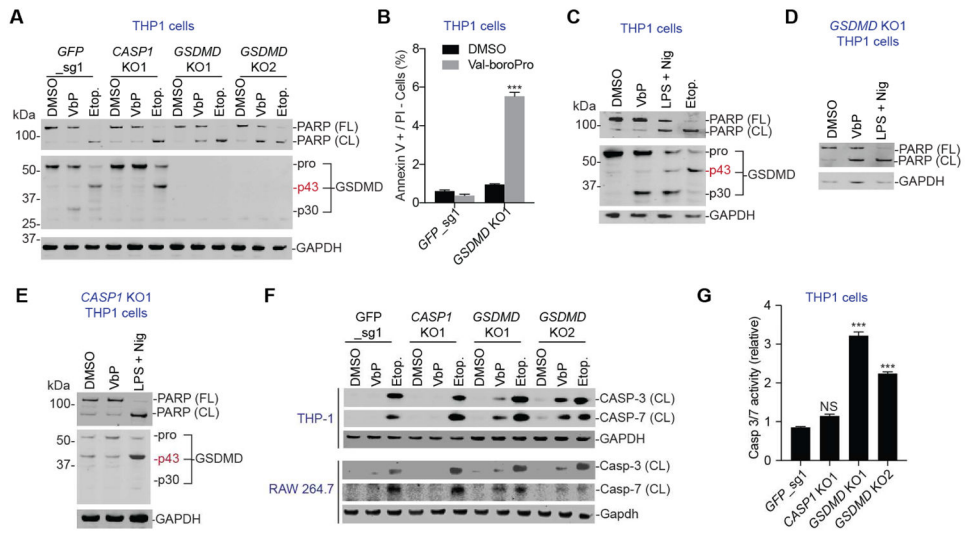 A
THP1 cells
GFP _sg1 CASP1 KO1 GSDMD KO1 GSDMD KO2
DMSO VbP Etop. DMSO VbP Etop. DMSO VbP Etop. DMSO VbP Etop.
kDa
100
-PARP (FL)
-PARP (CL)
50
37
25
-pro
-p43
-p30
GSDMD
37
-GAPDH
B
THP1 cells
DMSO
Val-boroPro
Annexin V + / PI - Cells (%)
8
6
4
2
0
***
GFP_sg1
GSDMD KO1
C
THP1 cells
DMSO VbP LPS + Nig Etop.
kDa
100
-PARP (FL)
-PARP (CL)
50
37
25
pro
-p43
-p30
GSDMD
-GAPDH
D
GSDMD KO1
THP1 cells
DMSO VbP LPS + Nig
kDa
100
-PARP (FL)
-PARP (CL)
37
-GAPDH
E
CASP1 KO1
THP1 cells
DMSO VbP LPS + Nig
kDa
100
-PARP (FL)
-PARP (CL)
50
37
-pro
-p43
-p30
GSDMD
-GAPDH
F
GFP _sg1 CASP1 KO1 GSDMD KO1 GSDMD KO2
DMSO VbP Etop. DMSO VbP Etop. DMSO VbP Etop. DMSO VbP Etop.
THP-1
-CASP-3 (CL)
-CASP-7 (CL)
-GAPDH
RAW 264.7
-Casp-3 (CL)
-Casp-7 (CL)
-Gapdh
G
THP1 cells
Casp 3/7 activity (relative)
4
3
2
1
0
NS
***
***
GFP_sg1
CASP1 KO1
GSDMD KO1
GSDMD KO2